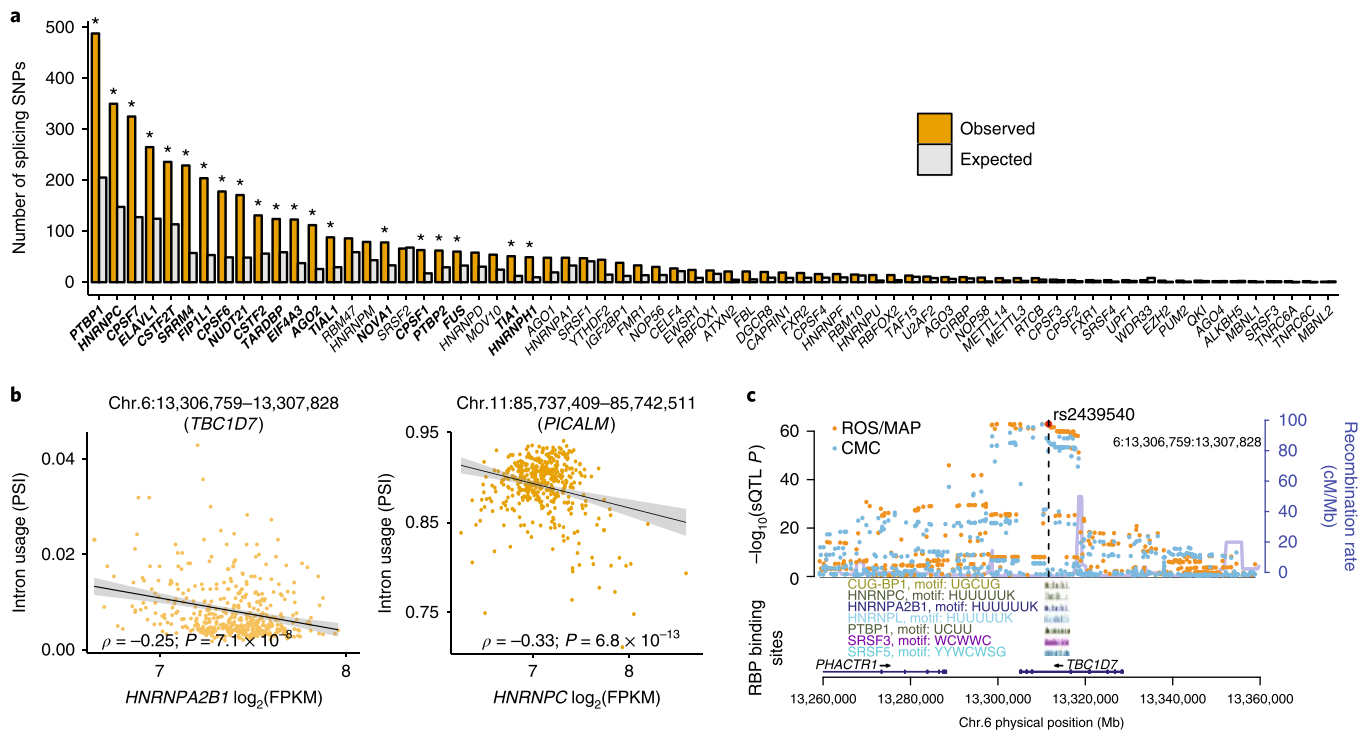 a
Number of splicing SNPs
500
400
300
200
100
0
* * * * * * * * * * * * * * * * * * * *
Observed
Expected
PTBP1
HNRNPC
CPSF7
ELAVL1
CSTF2T
SRRM4
FIP1L1
CPSF6
NUDT21
CSTF2
TARDBP
EIF4A3
AGO2
TIAL1
RBM47
HNRNPM
NOVA1
SRSF2
CPSF1
PTBP2
FUS
HNRNPD
MOV10
TIA1
HNRNPH1
AGO1
HNRNPA1
SRSF1
YTHDF2
IGF2BP1
FMR1
NOP56
CELF4
EWSR1
RBFOX1
ATXN2
FBL
DGCR8
CAPRIN1
FXR2
CPSF4
HNRNPF
RBM10
HNRNPU
RBFOX2
TAF15
U2AF2
AGO3
CIRBP
NOP58
METTL14
METTL3
RTCB
CPSF3
CPSF2
FXR1
SRSF4
UPF1
WDR33
EZH2
PUM2
QKI
AGO4
ALKBH5
MBNL1
SRSF3
TNRC6A
TNRC6C
MBNL2
b
Chr.6:13,306,759–13,307,828
(TBC1D7)
Intron usage (PSI)
0.04
0.02
0.00
ρ = –0.25; P = 7.1 × 10⁻⁸
7 8
HNRNPA2B1 log₂(FPKM)
Chr.11:85,737,409–85,742,511
(PICALM)
Intron usage (PSI)
0.95
0.85
0.75
ρ = –0.33; P = 6.8 × 10⁻¹³
7 8
HNRNPC log₂(FPKM)
c
rs2439540
ROS/MAP
CMC
6:13,306,759:13,307,828
–log₁₀(sQTL P)
60
40
20
0
Recombination rate
(cM/Mb)
100
80
60
40
20
0
RBP binding
sites
CUG-BP1, motif: UGCUG
HNRNPC, motif: HUUUUUK
HNRNPA2B1, motif: HUUUUUK
HNRNPL, motif: HUUUUUK
PTBP1, motif: UCUU
SRSF3, motif: WCWWC
SRSF5, motif: YYWCWSG
PHACTR1
TBC1D7
13,260,000 13,280,000 13,300,000 13,320,000 13,340,000 13,360,000
Chr.6 physical position (Mb)